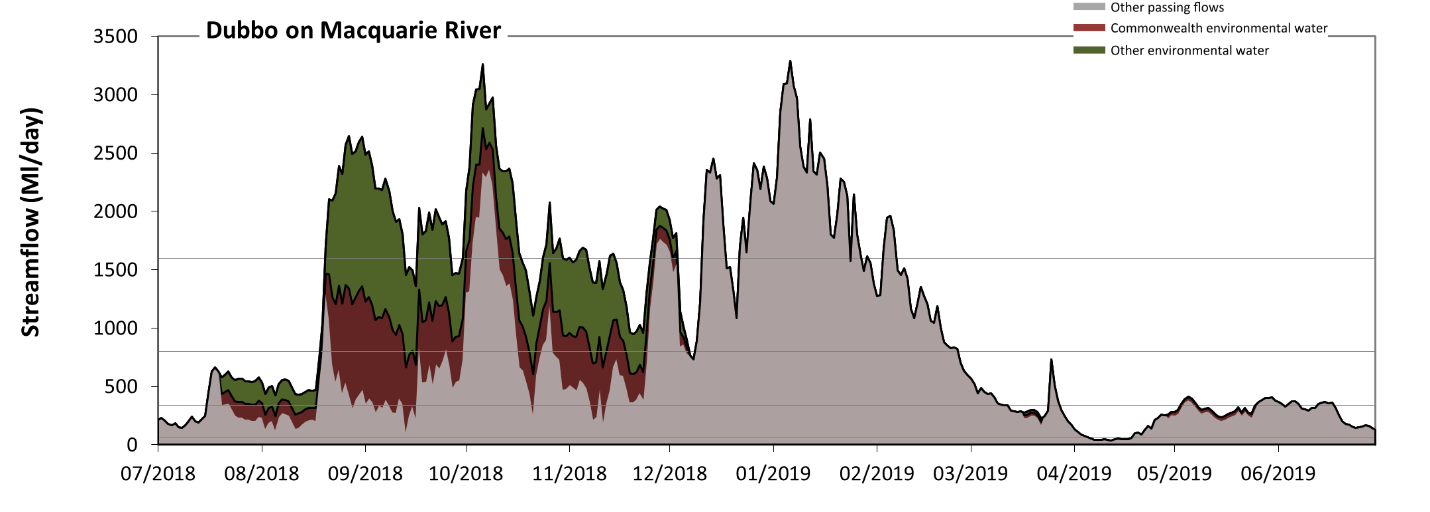 Other passing flows
Commonwealth environmental water
Other environmental water
Dubbo on Macquarie River
Streamflow (Ml/day)
3500
3000
2500
2000
1500
1000
500
0
07/2018 08/2018 09/2018 10/2018 11/2018 12/2018 01/2019 02/2019 03/2019 04/2019 05/2019 06/2019